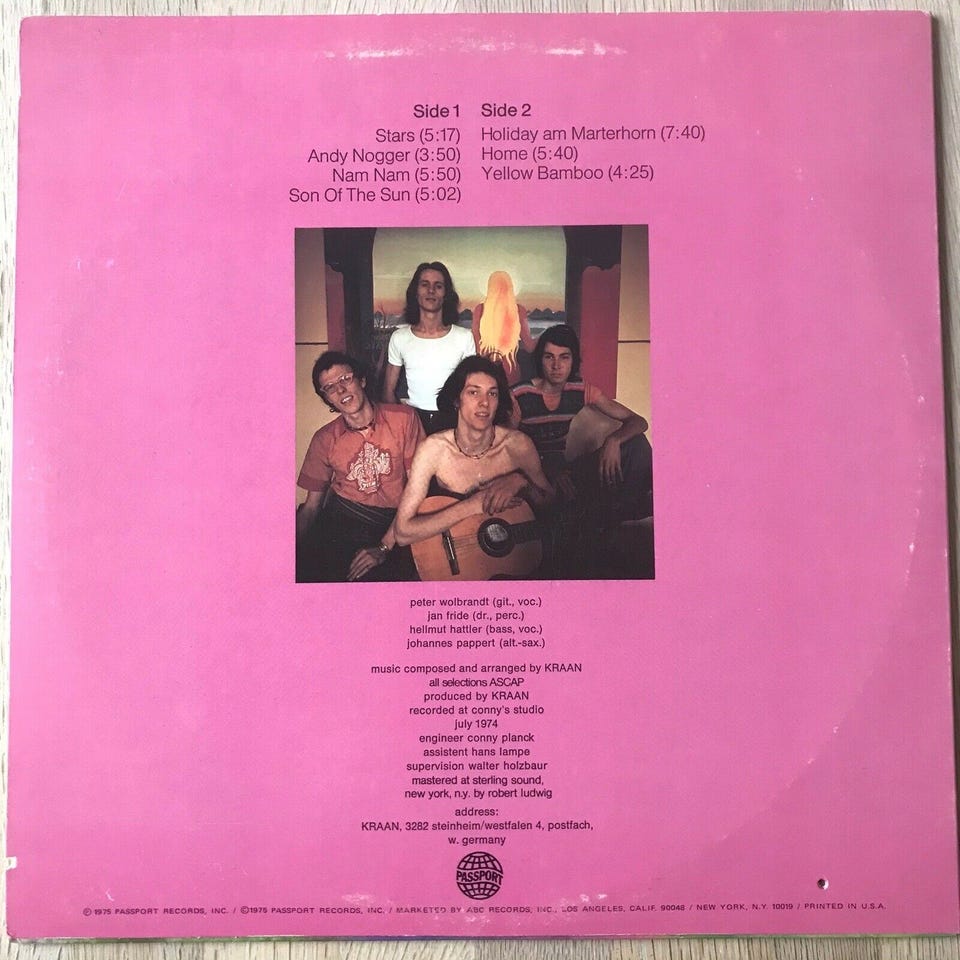 Side 1
Stars (5:17)
Andy Nogger (3:50)
Nam Nam (5:50)
Son Of The Sun (5:02)
Side 2
Holiday am Marterhorn (7:40)
Home (5:40)
Yellow Bamboo (4:25)
peter wolbrandt (git., voc.)
jan fride (dr., perc.)
hellmut hattler (bass, voc.)
johannes pappert (alt.-sax.)
music composed and arranged by KRAAN
all selections ASCAP
produced by KRAAN
recorded at conny's studio
july 1974
engineer conny planck
assistent hans lampe
supervision walter holzbaur
mastered at sterling sound,
new york, n.y. by robert ludwig
address:
KRAAN, 3282 steinheim/westfalen 4, postfach,
w. germany
PASSPORT
℗ 1975 PASSPORT RECORDS, INC. / © 1975 PASSPORT RECORDS, INC. / MARKETED BY ABC RECORDS, INC., LOS ANGELES, CALIF. 90048 / NEW YORK, N.Y. 10019 / PRINTED IN U.S.A.